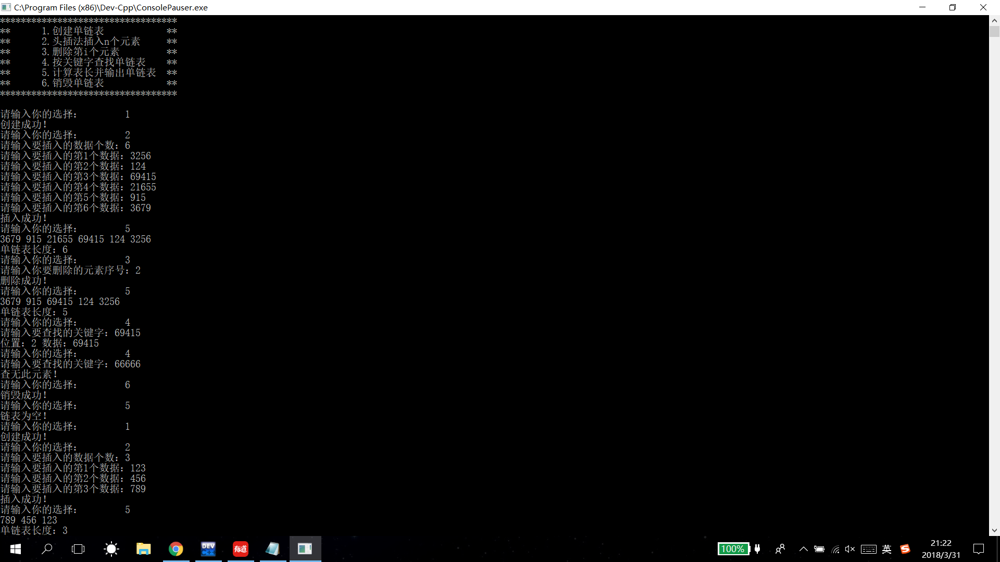 C:\Program Files (x86)\Dev-Cpp\ConsolePauser.exe
**********************************
**      1.创建单链表            **
**      2.头插法插入n个元素     **
**      3.删除第i个元素         **
**      4.按关键字查找单链表    **
**      5.计算表长并输出单链表  **
**      6.销毁单链表            **
**********************************
请输入你的选择：        1
创建成功！
请输入你的选择：        2
请输入要插入的数据个数：6
请输入要插入的第1个数据：3256
请输入要插入的第2个数据：124
请输入要插入的第3个数据：69415
请输入要插入的第4个数据：21655
请输入要插入的第5个数据：915
请输入要插入的第6个数据：3679
插入成功！
请输入你的选择：        5
3679 915 21655 69415 124 3256
单链表长度：6
请输入你的选择：        3
请输入你要删除的元素序号：2
删除成功！
请输入你的选择：        5
3679 915 69415 124 3256
单链表长度：5
请输入你的选择：        4
请输入要查找的关键字：69415
位置：2 数据：69415
请输入你的选择：        4
请输入要查找的关键字：66666
查无此元素！
请输入你的选择：        6
销毁成功！
请输入你的选择：        5
链表为空！
请输入你的选择：        1
创建成功！
请输入你的选择：        2
请输入要插入的数据个数：3
请输入要插入的第1个数据：123
请输入要插入的第2个数据：456
请输入要插入的第3个数据：789
插入成功！
请输入你的选择：        5
789 456 123
单链表长度：3
DEV C++
有道
100%
英
21:22
2018/3/31